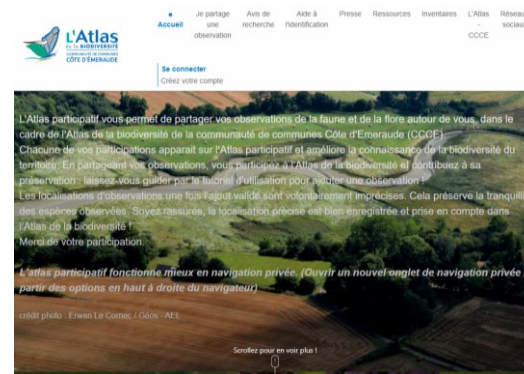 L'Atlas
de la BIODIVERSITÉ
COMMUNAUTÉ DE COMMUNES
CÔTE D'ÉMERAUDE
Accueil
Je partage
une
observation
Avis de
recherche
Aide à
l'identification
Presse
Ressources
Inventaires
L'Atlas
-
CCCE
Réseau
sociaux
Se connecter
Créez votre compte
L'Atlas participatif vous permet de partager vos observations de la faune et de la flore autour de vous, dans le
cadre de l'Atlas de la biodiversité de la communauté de communes Côte d'Emeraude (CCCE).
Chacune de vos participations apparait sur l'Atlas participatif et améliore la connaissance de la biodiversité du
territoire. En partageant vos observations, vous participez à l'Atlas de la biodiversité et contribuez à sa
préservation : laissez-vous guider par le tutoriel d'utilisation pour ajouter une observation !
Les localisations d'observations une fois l'ajout validé sont volontairement imprécises. Cela préserve la tranquilli
des espèces observées. Soyez rassurés, la localisation précise est bien enregistrée et prise en compte dans
l'Atlas de la biodiversité !
Merci de votre participation.
L'atlas participatif fonctionne mieux en navigation privée. (Ouvrir un nouvel onglet de navigation privée
partir des options en haut à droite du navigateur)
crédit photo : Erwan Le Cornec / Géos - AEL
Scrollez pour en voir plus !